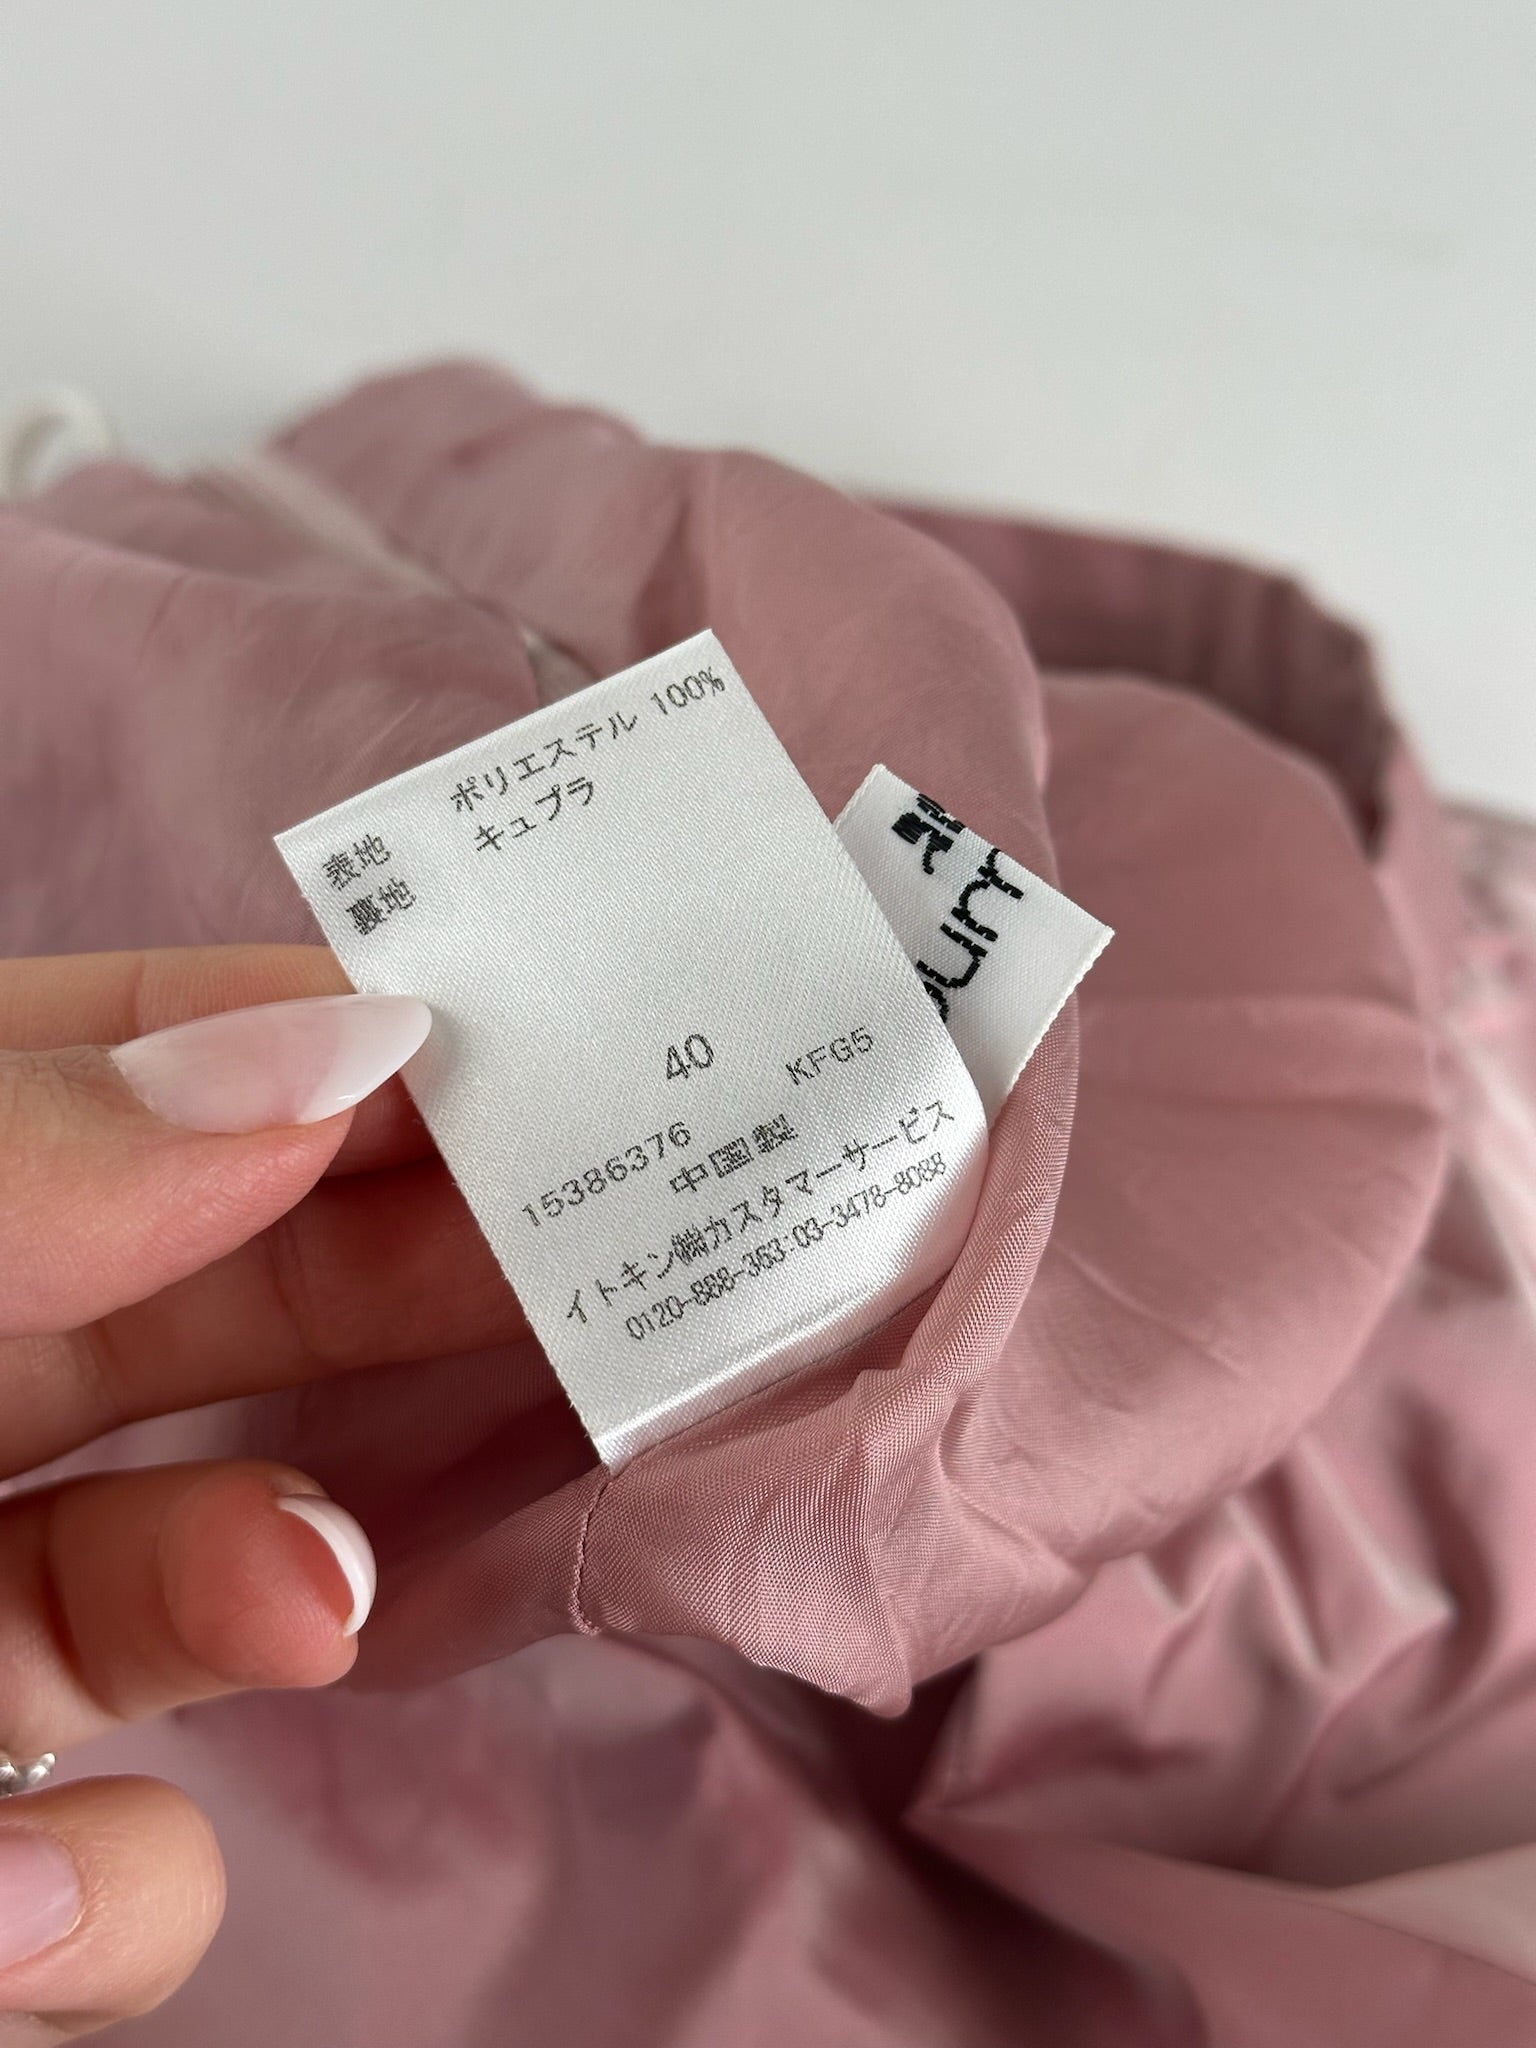 表地 ポリエステル 100%
裏地 キュプラ
40 KFG5
15386376
中国製
イトキン㈱カスタマーサービス
0120-888-363:03-3478-8088